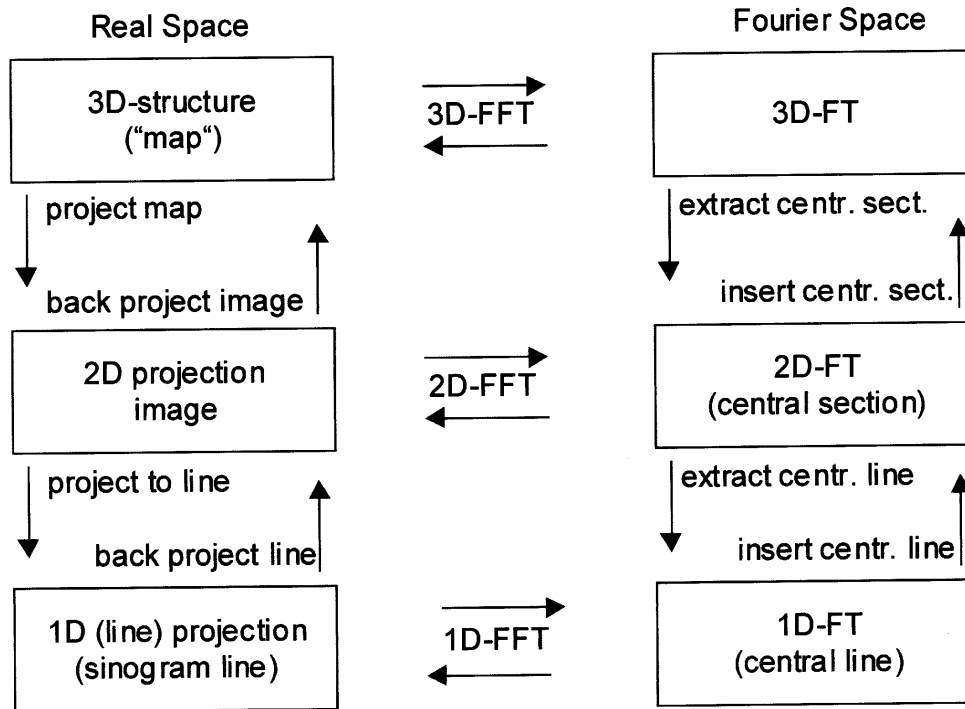 Real Space
Fourier Space
3D-structure
("map“)
3D-FFT
3D-FT
project map
extract centr. sect.
back project image
insert centr. sect.
2D projection
image
2D-FFT
2D-FT
(central section)
project to line
extract centr. line
back project line
insert centr. line
1D (line) projection
(sinogram line)
1D-FFT
1D-FT
(central line)